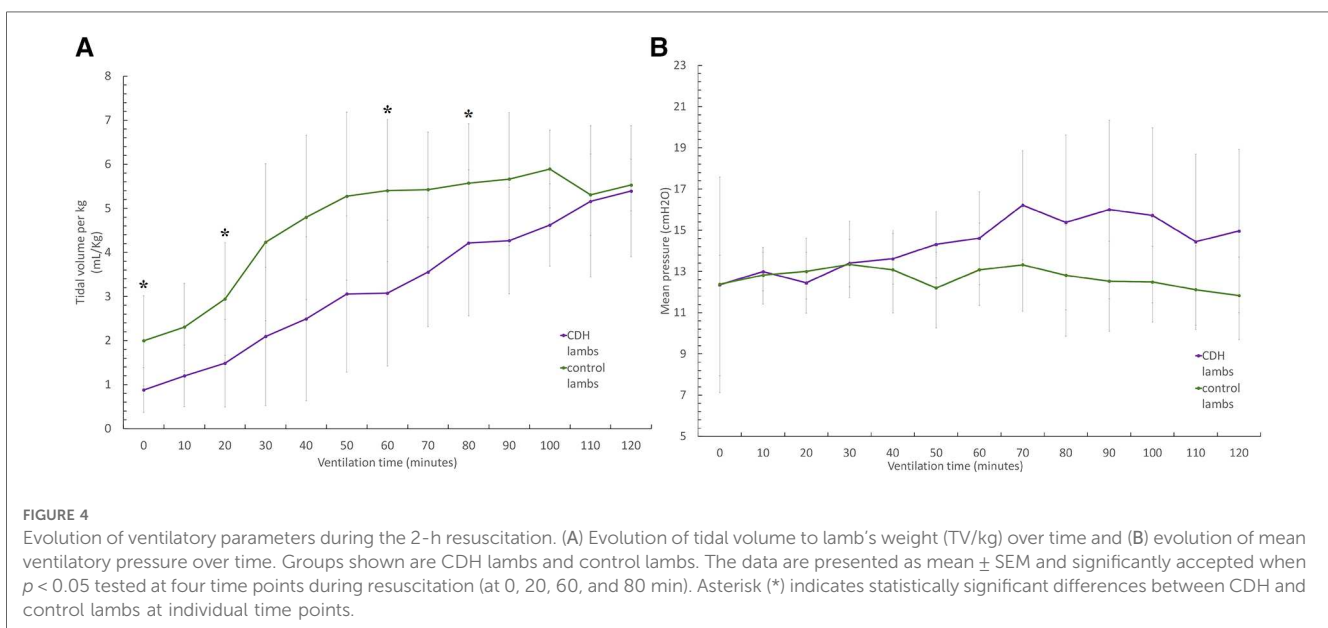 A
B
8
7
6
5
4
3
2
1
0
Tidal volume per kg
(mL/Kg)
*
*
*
*
CDH
lambs
control
lambs
0 10 20 30 40 50 60 70 80 90 100 110 120
Ventilation time (minutes)
23
21
19
17
15
13
11
9
7
5
Mean pressure (cmH2O)
CDH
lambs
control
lambs
0 10 20 30 40 50 60 70 80 90 100 110 120
Ventilation time (minutes)
FIGURE 4
Evolution of ventilatory parameters during the 2-h resuscitation. (A) Evolution of tidal volume to lamb's weight (TV/kg) over time and (B) evolution of mean
ventilatory pressure over time. Groups shown are CDH lambs and control lambs. The data are presented as mean ± SEM and significantly accepted when
p < 0.05 tested at four time points during resuscitation (at 0, 20, 60, and 80 min). Asterisk (*) indicates statistically significant differences between CDH and
control lambs at individual time points.